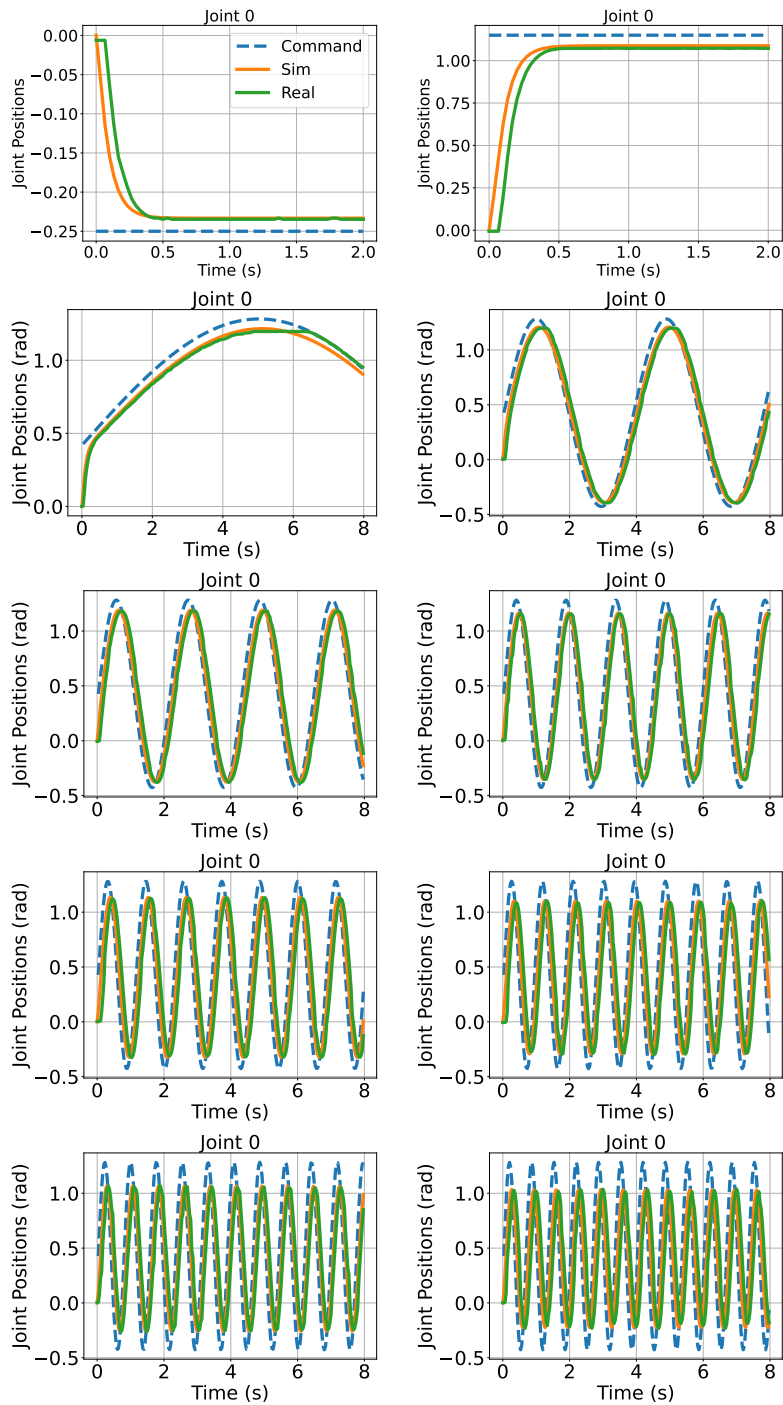 Joint 0
Joint Positions
0.00
−0.05
−0.10
−0.15
−0.20
−0.25
Command
Sim
Real
0.0 0.5 1.0 1.5 2.0
Time (s)
Joint 0
Joint Positions
1.00
0.75
0.50
0.25
0.00
0.0 0.5 1.0 1.5 2.0
Time (s)
Joint 0
Joint Positions (rad)
1.0
0.5
0.0
0 2 4 6 8
Time (s)
Joint 0
Joint Positions (rad)
1.0
0.5
0.0
−0.5
0 2 4 6 8
Time (s)
Joint 0
Joint Positions (rad)
1.0
0.5
0.0
−0.5
0 2 4 6 8
Time (s)
Joint 0
Joint Positions (rad)
1.0
0.5
0.0
−0.5
0 2 4 6 8
Time (s)
Joint 0
Joint Positions (rad)
1.0
0.5
0.0
−0.5
0 2 4 6 8
Time (s)
Joint 0
Joint Positions (rad)
1.0
0.5
0.0
−0.5
0 2 4 6 8
Time (s)
Joint 0
Joint Positions (rad)
1.0
0.5
0.0
−0.5
0 2 4 6 8
Time (s)
Joint 0
Joint Positions (rad)
1.0
0.5
0.0
−0.5
0 2 4 6 8
Time (s)